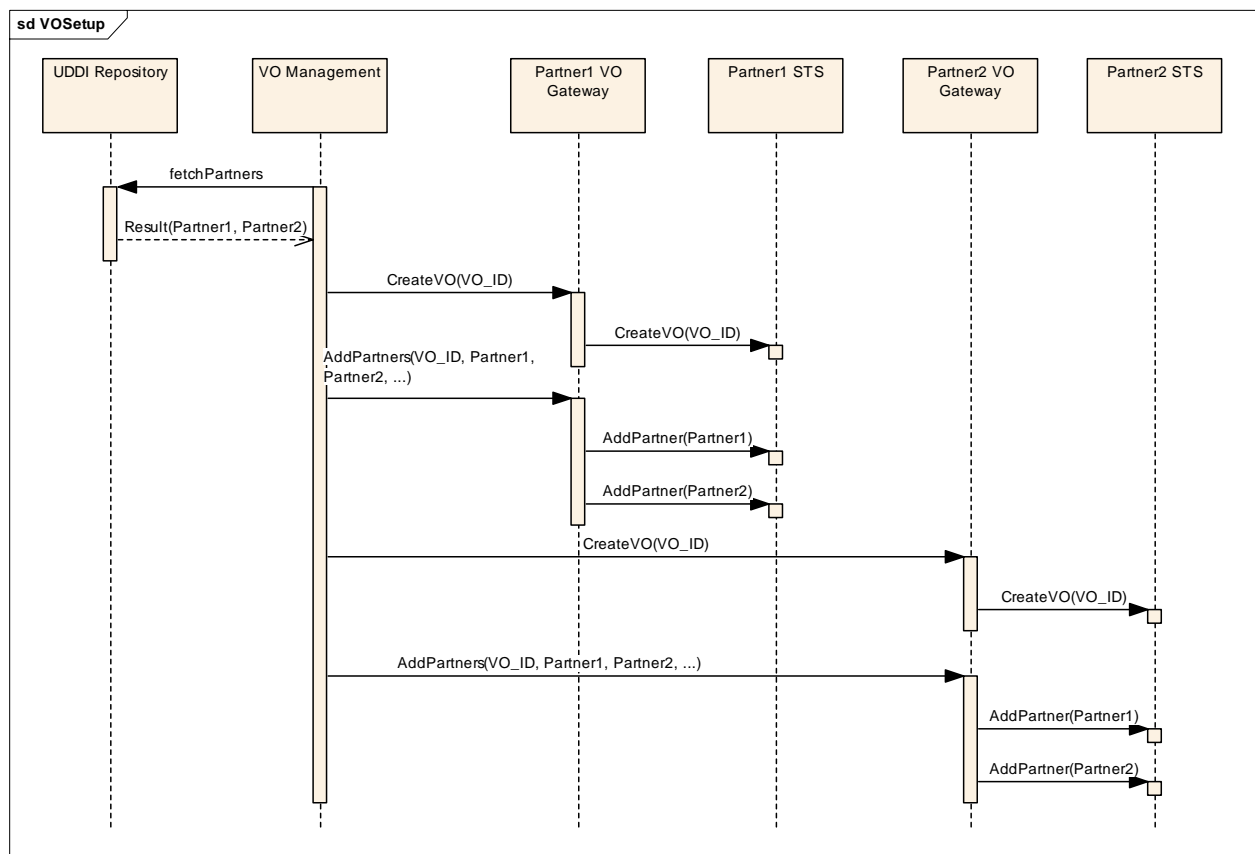 sd VOSetup
UDDI Repository
VO Management
Partner1 VO
Gateway
Partner1 STS
Partner2 VO
Gateway
Partner2 STS
fetchPartners
Result(Partner1, Partner2)
CreateVO(VO_ID)
CreateVO(VO_ID)
AddPartners(VO_ID, Partner1,
Partner2, ...)
AddPartner(Partner1)
AddPartner(Partner2)
CreateVO(VO_ID)
CreateVO(VO_ID)
AddPartners(VO_ID, Partner1, Partner2, ...)
AddPartner(Partner1)
AddPartner(Partner2)